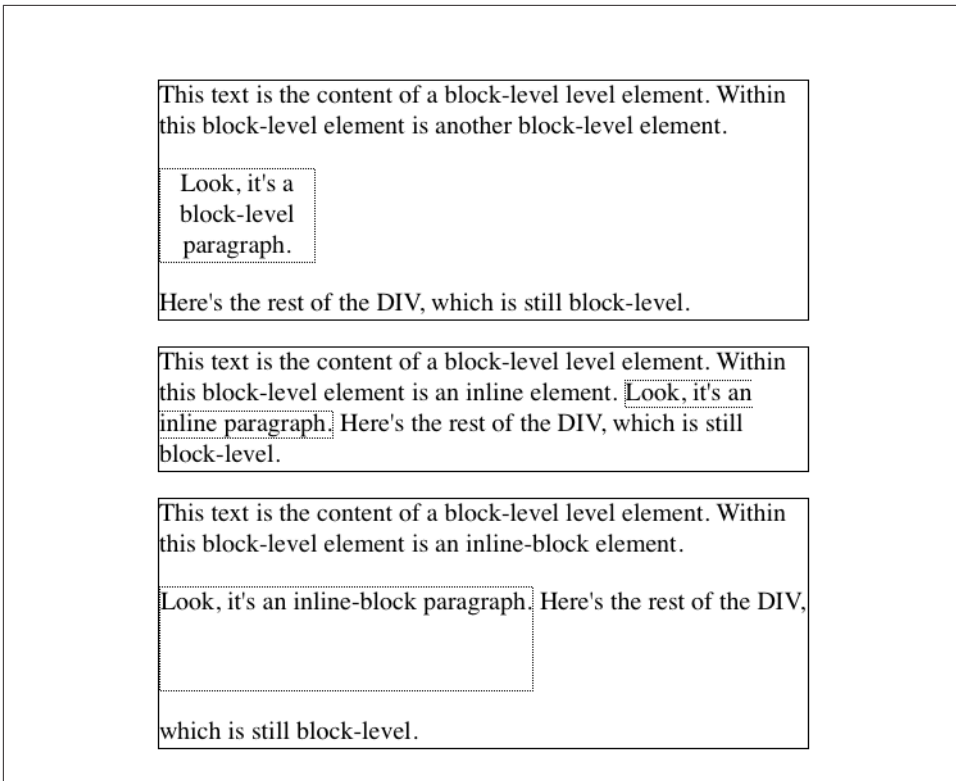 This text is the content of a block-level level element. Within
this block-level element is another block-level element.
Look, it's a
block-level
paragraph.
Here's the rest of the DIV, which is still block-level.
This text is the content of a block-level level element. Within
this block-level element is an inline element. Look, it's an
inline paragraph. Here's the rest of the DIV, which is still
block-level.
This text is the content of a block-level level element. Within
this block-level element is an inline-block element.
Look, it's an inline-block paragraph. Here's the rest of the DIV,
which is still block-level.